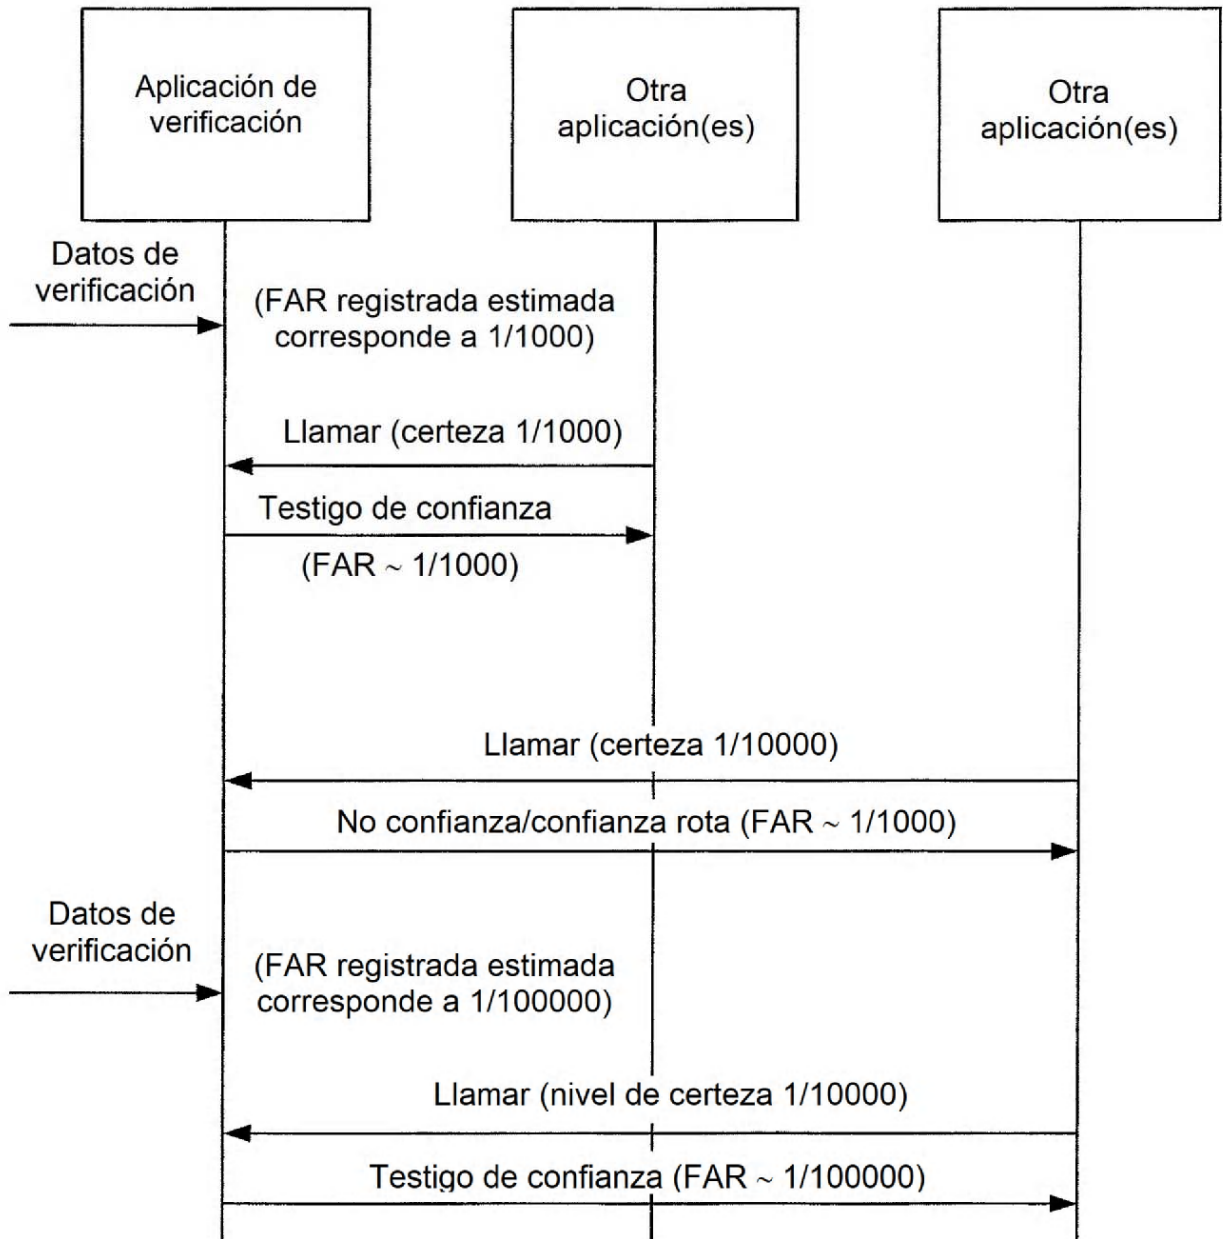 Aplicación de
verificación
Otra
aplicación(es)
Otra
aplicación(es)
Datos de
verificación
(FAR registrada estimada
corresponde a 1/1000)
Llamar (certeza 1/1000)
Testigo de confianza
(FAR ~ 1/1000)
Llamar (certeza 1/10000)
No confianza/confianza rota (FAR ~ 1/1000)
Datos de
verificación
(FAR registrada estimada
corresponde a 1/100000)
Llamar (nivel de certeza 1/10000)
Testigo de confianza (FAR ~ 1/100000)